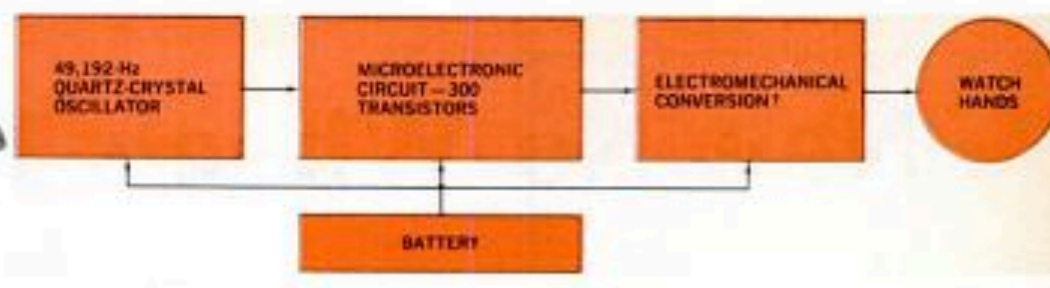 49,192-Hz
QUARTZ-CRYSTAL
OSCILLATOR
MICROELECTRONIC
CIRCUIT — 300
TRANSISTORS
ELECTROMECHANICAL
CONVERSION†
WATCH
HANDS
BATTERY